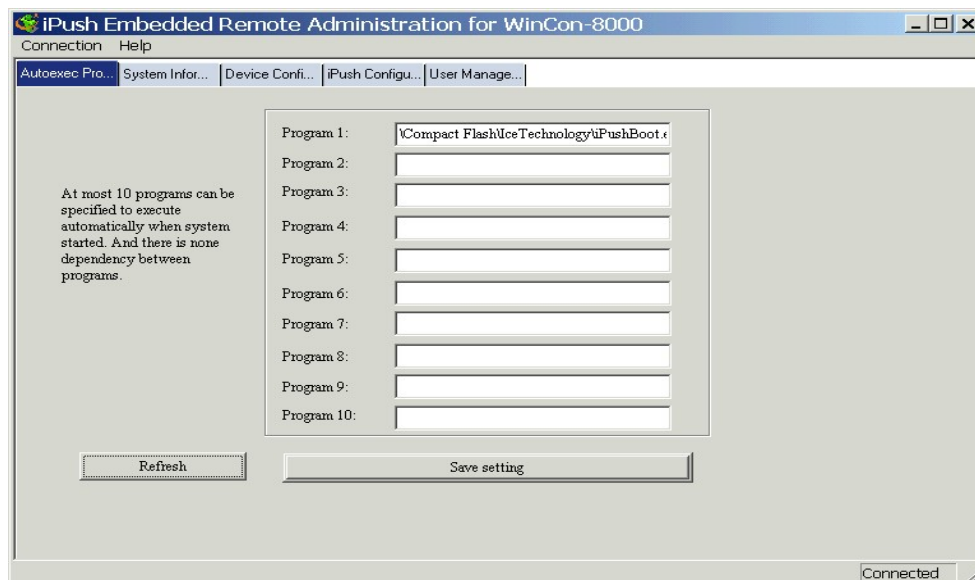 iPush Embedded Remote Administration for WinCon-8000
Connection Help
Autoexec Pro... System Infor... Device Confi... iPush Configu... User Manage...
Program 1: \Compact Flash\IceTechnology\iPushBoot.e
Program 2:
Program 3:
At most 10 programs can be
specified to execute
automatically when system
started. And there is none
dependency between
programs.
Program 4:
Program 5:
Program 6:
Program 7:
Program 8:
Program 9:
Program 10:
Refresh Save setting
Connected